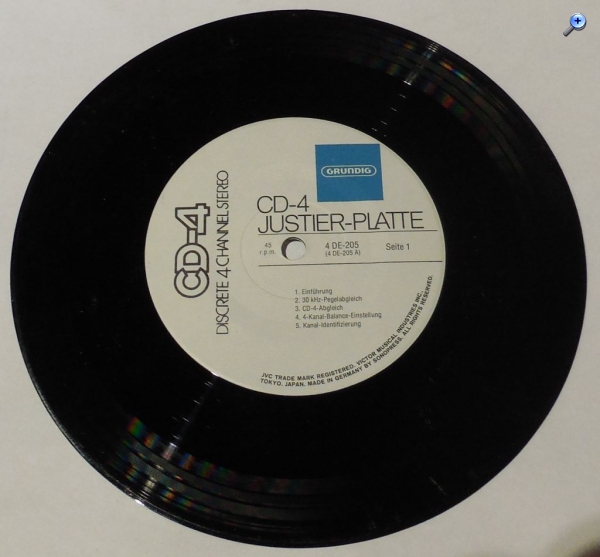 GRUNDIG
CD-4
DISCRETE 4 CHANNEL STEREO
CD-4
JUSTIER-PLATTE
45
r.p.m.
4 DE-205
(4 DE-205 A)
Seite 1
1. Einführung
2. 30 kHz-Pegelabgleich
3. CD-4-Abgleich
4. 4-Kanal-Balance-Einstellung
5. Kanal-Identifizierung
JVC TRADE MARK REGISTERED. VICTOR MUSICAL INDUSTRIES INC.
TOKYO. JAPAN. MADE IN GERMANY BY SONOPRESS. ALL RIGHTS RESERVED.